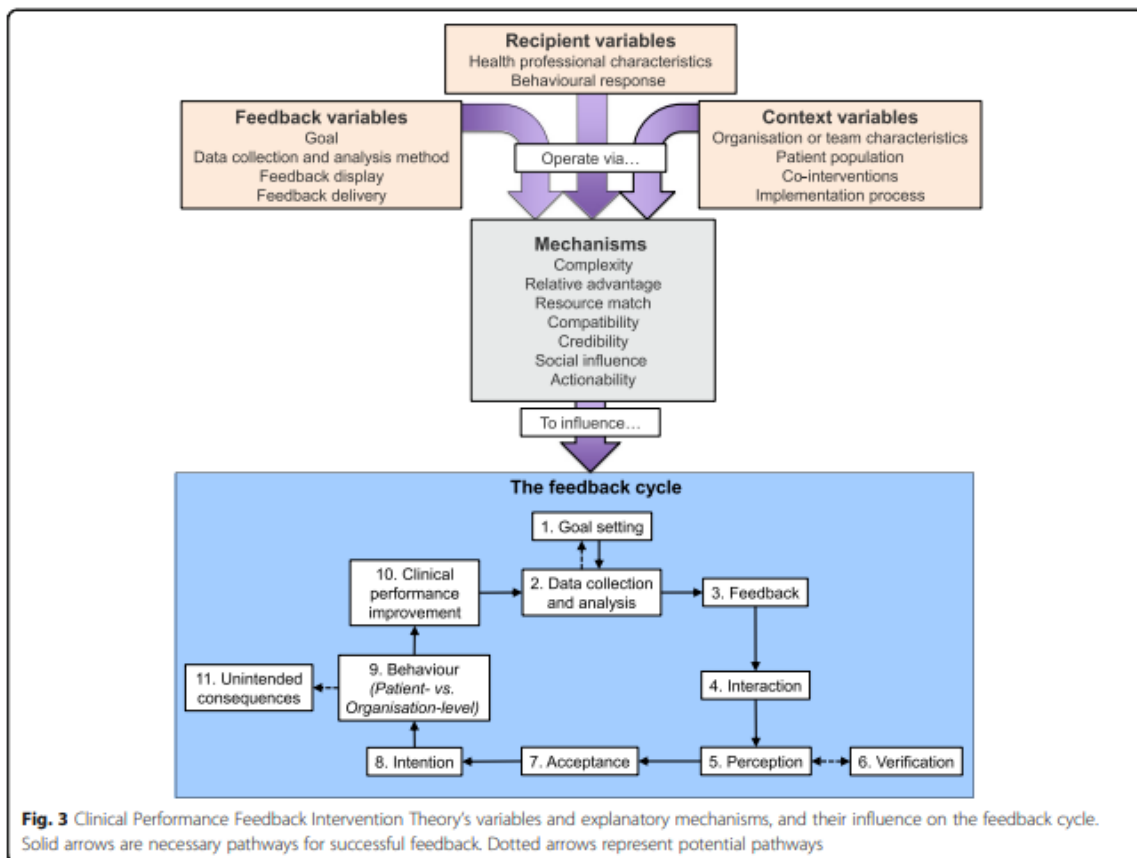 Recipient variables
Health professional characteristics
Behavioural response
Feedback variables
Goal
Data collection and analysis method
Feedback display
Feedback delivery
Context variables
Organisation or team characteristics
Patient population
Co-interventions
Implementation process
Operate via...
Mechanisms
Complexity
Relative advantage
Resource match
Compatibility
Credibility
Social influence
Actionability
To influence...
The feedback cycle
1. Goal setting
2. Data collection
and analysis
3. Feedback
4. Interaction
5. Perception
6. Verification
7. Acceptance
8. Intention
9. Behaviour
(Patient- vs.
Organisation-level)
10. Clinical
performance
improvement
11. Unintended
consequences
Fig. 3 Clinical Performance Feedback Intervention Theory's variables and explanatory mechanisms, and their influence on the feedback cycle.
Solid arrows are necessary pathways for successful feedback. Dotted arrows represent potential pathways